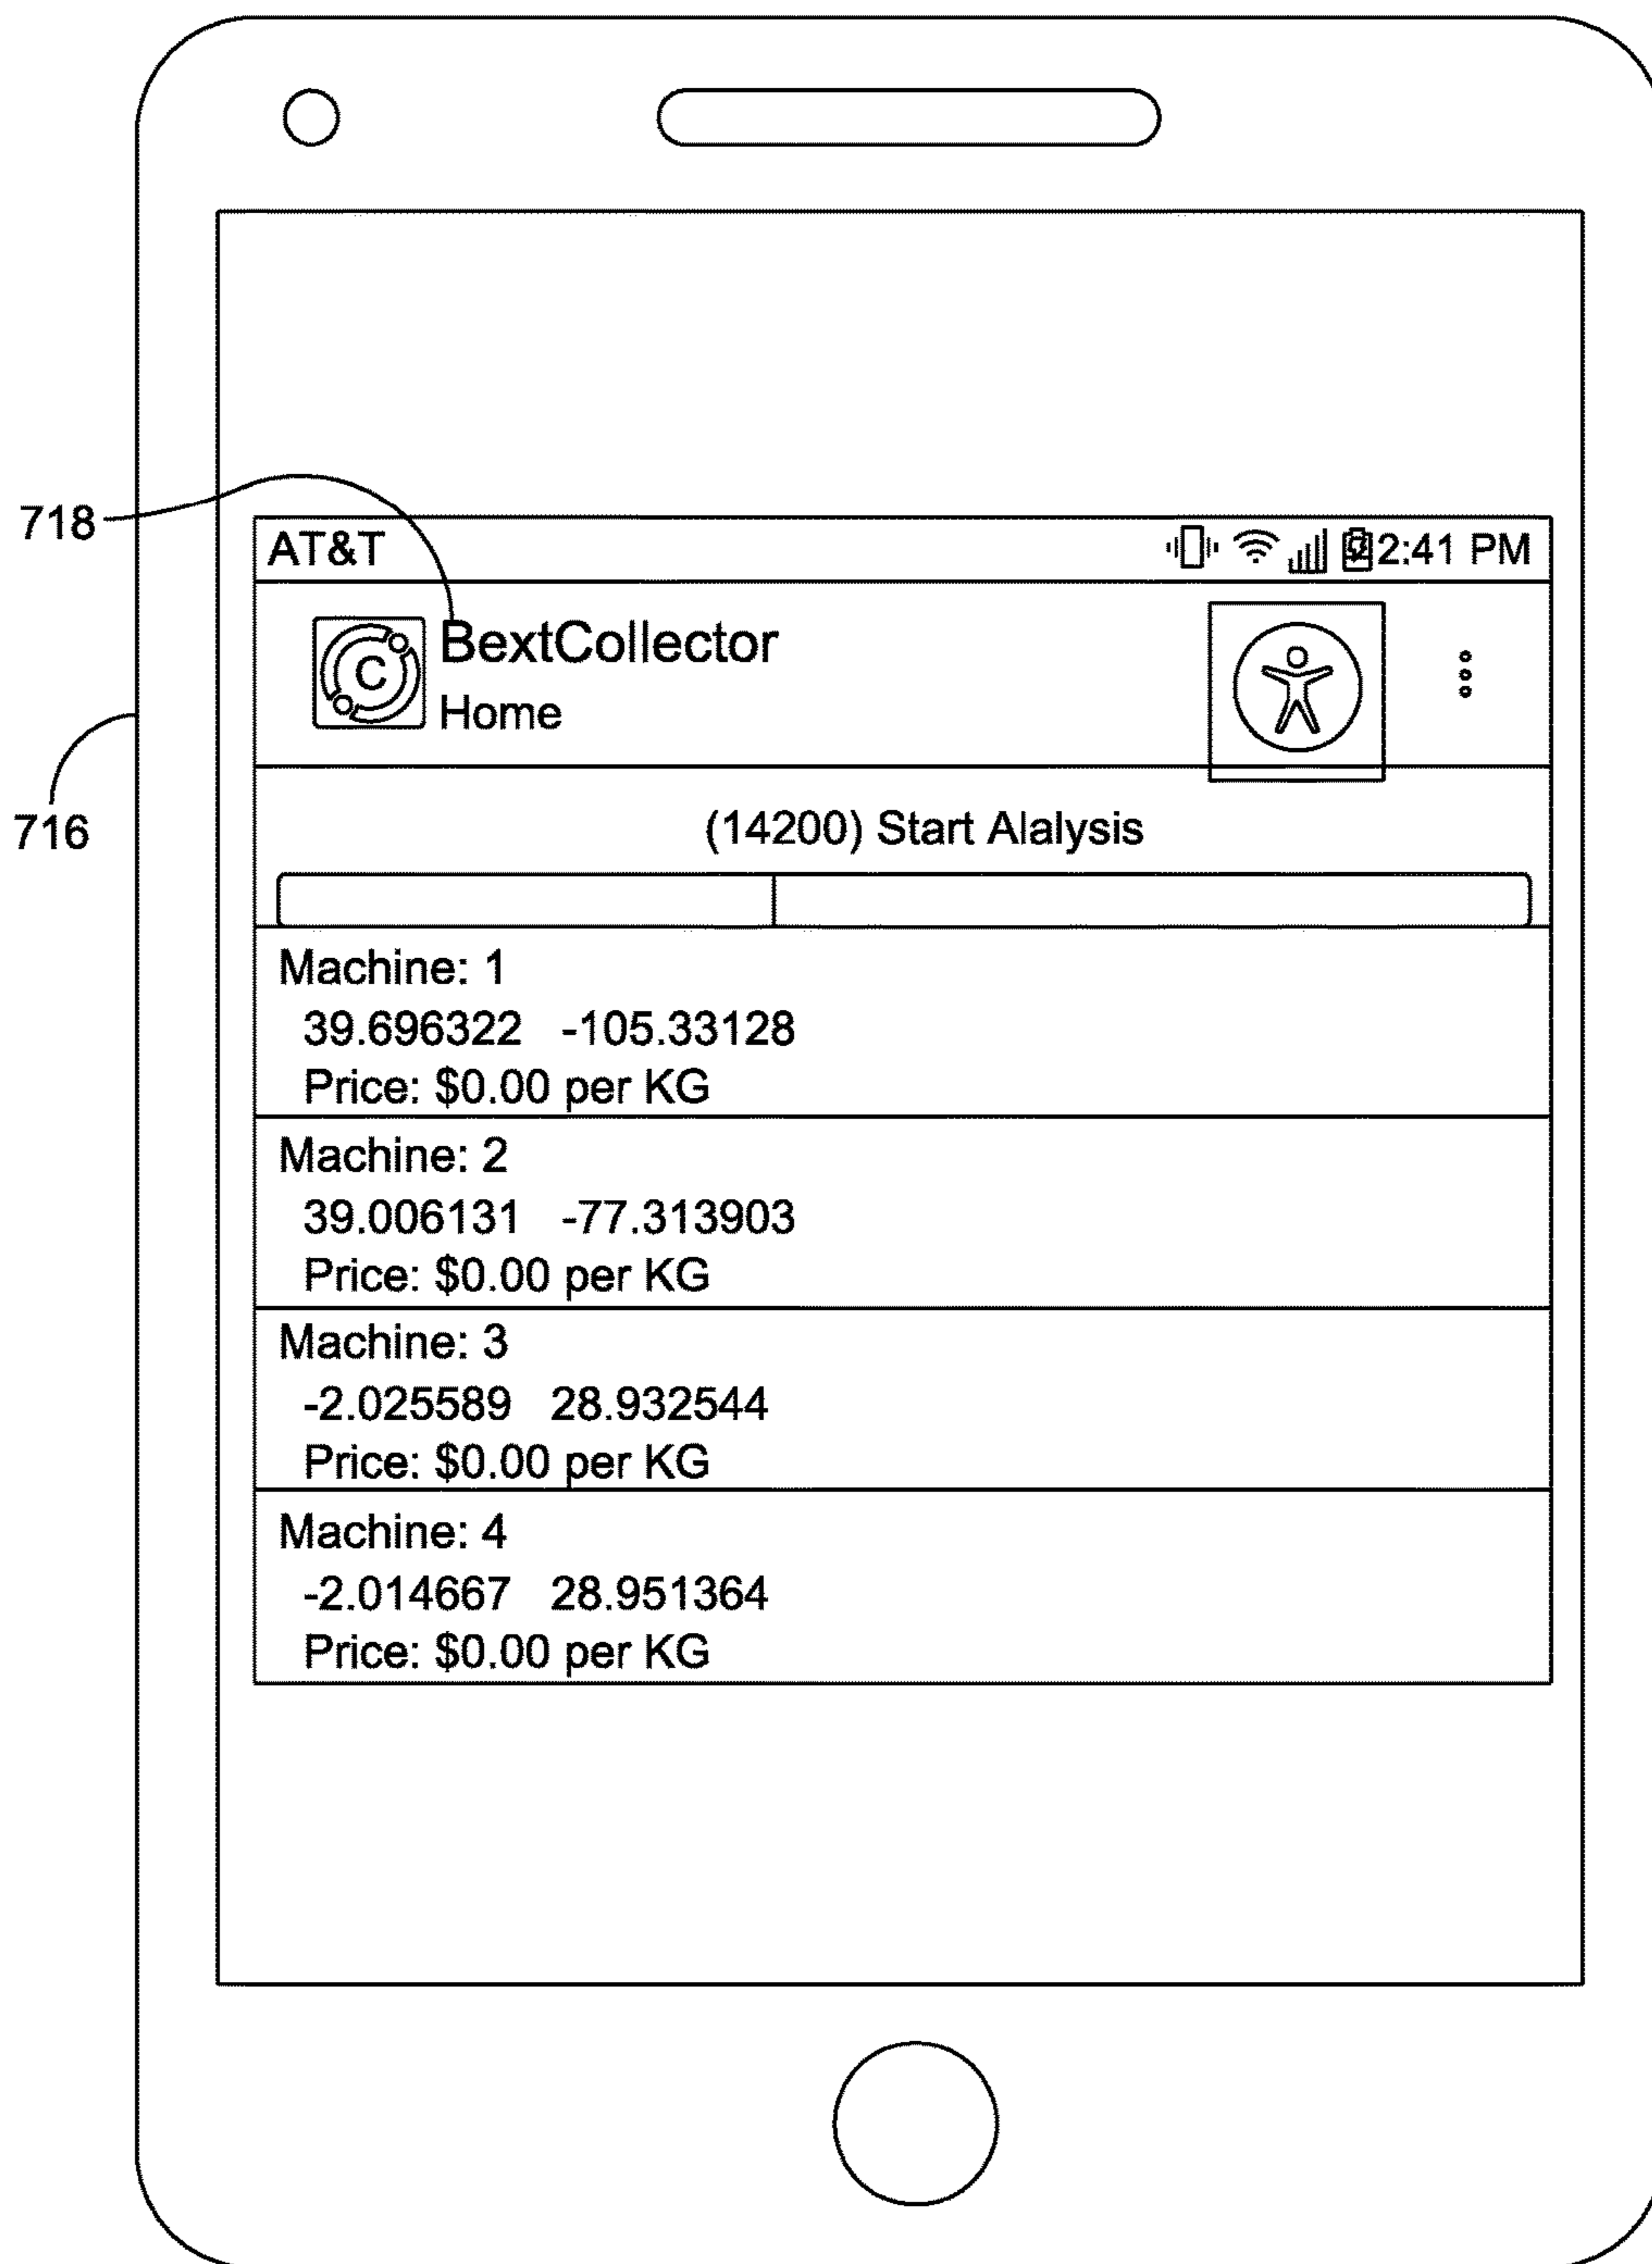 718
AT&T 2:41 PM
C
BextCollector
Home
716
(14200) Start Alalysis
Machine: 1
39.696322 -105.33128
Price: $0.00 per KG
Machine: 2
39.006131 -77.313903
Price: $0.00 per KG
Machine: 3
-2.025589 28.932544
Price: $0.00 per KG
Machine: 4
-2.014667 28.951364
Price: $0.00 per KG